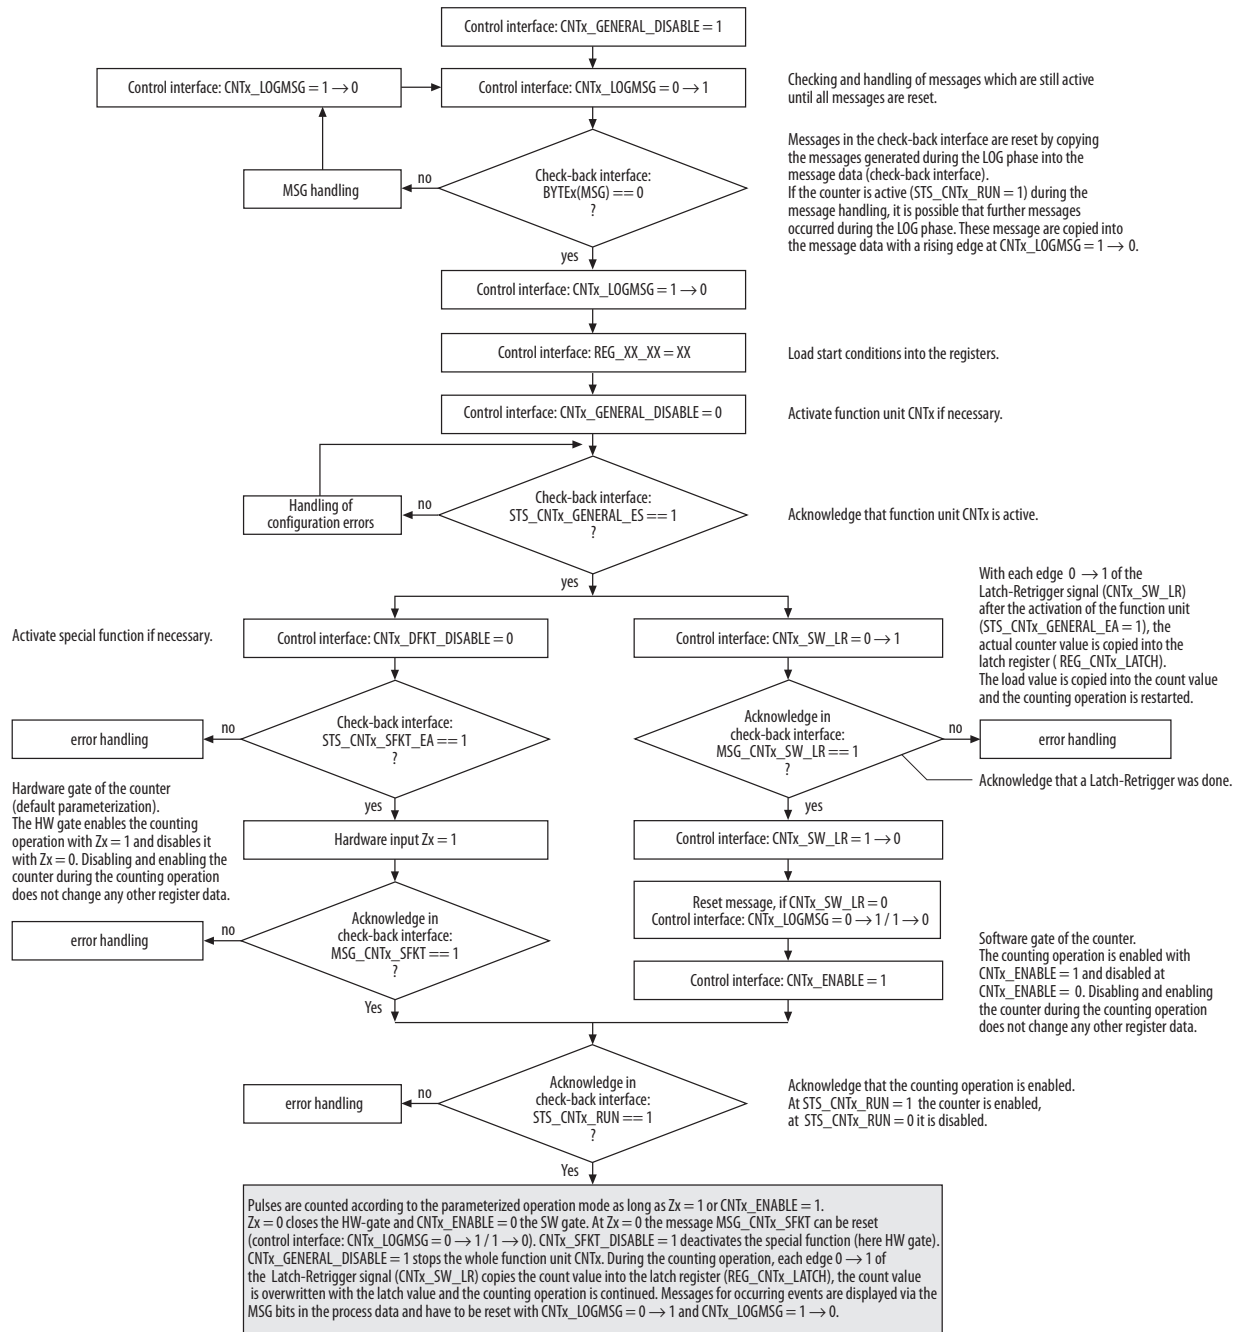 Control interface: CNTx_GENERAL_DISABLE = 1
Control interface: CNTx_LOGMSG = 1 → 0
Control interface: CNTx_LOGMSG = 0 → 1
Checking and handling of messages which are still active
until all messages are reset.
MSG handling
no
Check-back interface:
BYTEx(MSG) == 0
?
yes
Messages in the check-back interface are reset by copying
the messages generated during the LOG phase into the
message data (check-back interface).
If the counter is active (STS_CNTx_RUN = 1) during the
message handling, it is possible that further messages
occurred during the LOG phase. These message are copied into
the message data with a rising edge at CNTx_LOGMSG = 1 → 0.
Control interface: CNTx_LOGMSG = 1 → 0
Control interface: REG_XX_XX = XX
Load start conditions into the registers.
Control interface: CNTx_GENERAL_DISABLE = 0
Activate function unit CNTx if necessary.
Handling of
configuration errors
no
Check-back interface:
STS_CNTx_GENERAL_ES == 1
?
yes
Acknowledge that function unit CNTx is active.
Activate special function if necessary.
Control interface: CNTx_DFKT_DISABLE = 0
Control interface: CNTx_SW_LR = 0 → 1
With each edge 0 → 1 of the
Latch-Retrigger signal (CNTx_SW_LR)
after the activation of the function unit
(STS_CNTx_GENERAL_EA = 1), the
actual counter value is copied into the
latch register ( REG_CNTx_LATCH).
The load value is copied into the count value
and the counting operation is restarted.
error handling
no
Check-back interface:
STS_CNTx_SFKT_EA == 1
?
yes
Acknowledge in
check-back interface:
MSG_CNTx_SW_LR == 1
?
yes
no
error handling
Acknowledge that a Latch-Retrigger was done.
Hardware gate of the counter
(default parameterization).
The HW gate enables the counting
operation with Zx = 1 and disables it
with Zx = 0. Disabling and enabling the
counter during the counting operation
does not change any other register data.
Hardware input Zx = 1
Control interface: CNTx_SW_LR = 1 → 0
error handling
no
Acknowledge in
check-back interface:
MSG_CNTx_SFKT == 1
?
Yes
Reset message, if CNTx_SW_LR = 0
Control interface: CNTx_LOGMSG = 0 → 1 / 1 → 0
Control interface: CNTx_ENABLE = 1
Software gate of the counter.
The counting operation is enabled with
CNTx_ENABLE = 1 and disabled at
CNTx_ENABLE = 0. Disabling and enabling
the counter during the counting operation
does not change any other register data.
error handling
no
Acknowledge in
check-back interface:
STS_CNTx_RUN == 1
?
Yes
Acknowledge that the counting operation is enabled.
At STS_CNTx_RUN = 1 the counter is enabled,
at STS_CNTx_RUN = 0 it is disabled.
Pulses are counted according to the parameterized operation mode as long as Zx = 1 or CNTx_ENABLE = 1.
Zx = 0 closes the HW-gate and CNTx_ENABLE = 0 the SW gate. At Zx = 0 the message MSG_CNTx_SFKT can be reset
(control interface: CNTx_LOGMSG = 0 → 1 / 1 → 0). CNTx_SFKT_DISABLE = 1 deactivates the special function (here HW gate).
CNTx_GENERAL_DISABLE = 1 stops the whole function unit CNTx. During the counting operation, each edge 0 → 1 of
the Latch-Retrigger signal (CNTx_SW_LR) copies the count value into the latch register (REG_CNTx_LATCH), the count value
is overwritten with the latch value and the counting operation is continued. Messages for occurring events are displayed via the
MSG bits in the process data and have to be reset with CNTx_LOGMSG = 0 → 1 and CNTx_LOGMSG = 1 → 0.